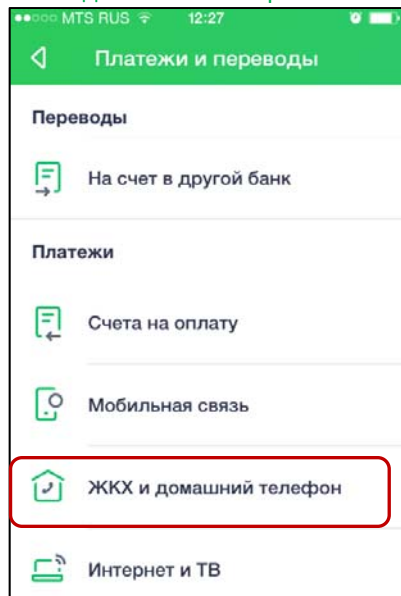 MTS RUS 12:27
Платежи и переводы
Переводы
На счет в другой банк
Платежи
Счета на оплату
Мобильная связь
ЖКХ и домашний телефон
Интернет и ТВ